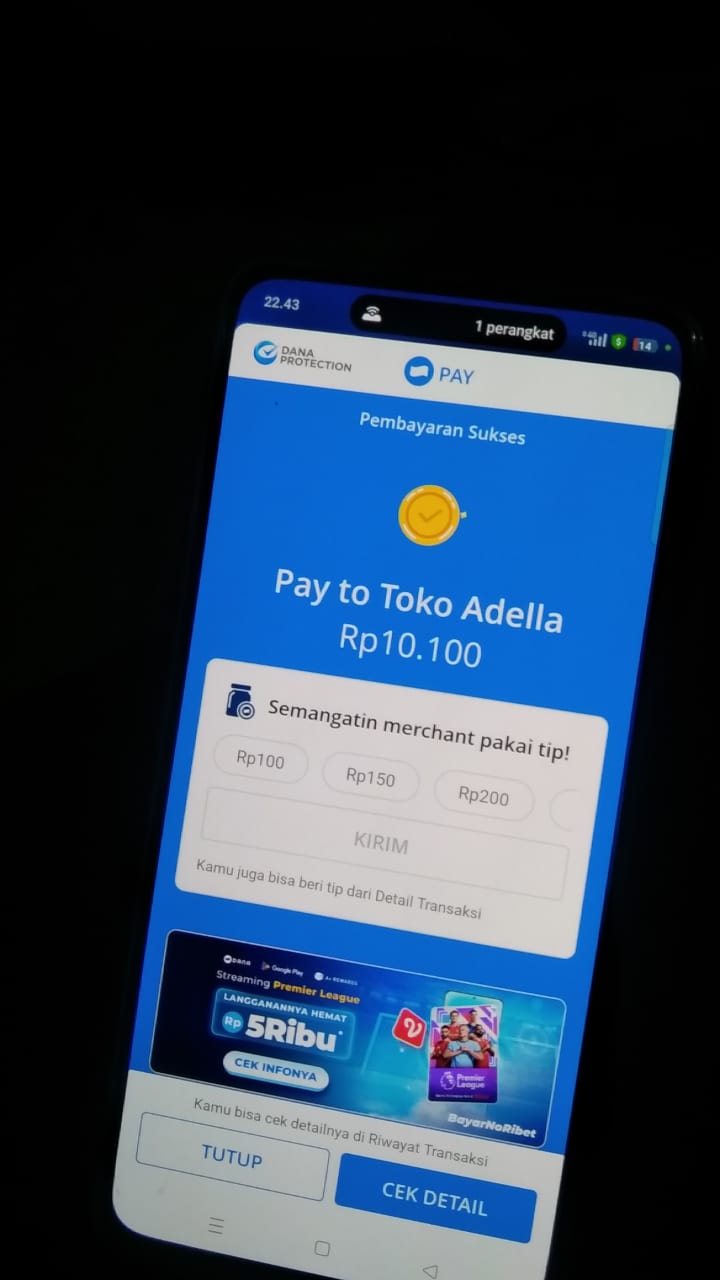 22.43
1 perangkat
14
DANA
PROTECTION
PAY
Pembayaran Sukses
Pay to Toko Adella
Rp10.100
Semangatin merchant pakai tip!
Rp100
Rp150
Rp200
KIRIM
Kamu juga bisa beri tip dari Detail Transaksi
DANA Google Play
Streaming Premier League
LANGGANANNYA HEMAT
Rp 5Ribu*
CEK INFONYA
Premier
League
BayarNoRibet
Kamu bisa cek detailnya di Riwayat Transaksi
TUTUP
CEK DETAIL